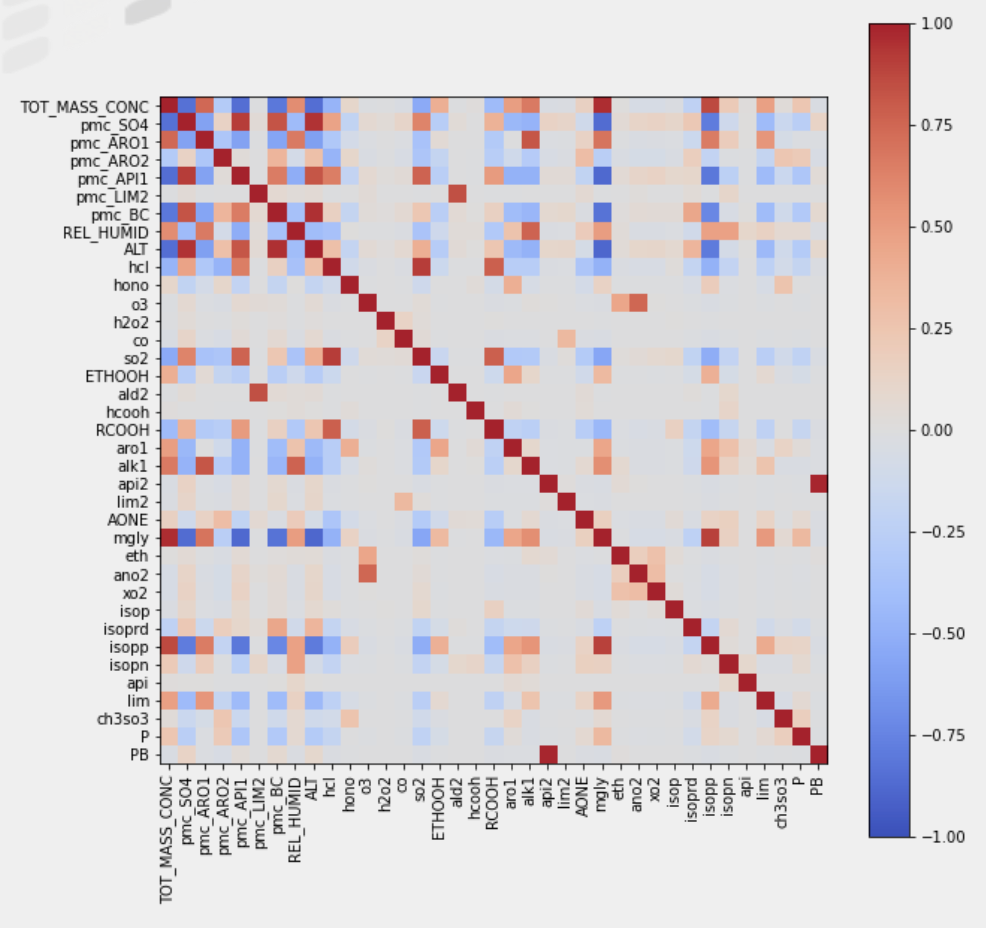 1.00
0.75
0.50
0.25
0.00
−0.25
−0.50
−0.75
−1.00
TOT_MASS_CONC
pmc_SO4
pmc_ARO1
pmc_ARO2
pmc_API1
pmc_LIM2
pmc_BC
REL_HUMID
ALT
hcl
hono
o3
h2o2
co
so2
ETHOOH
ald2
hcooh
RCOOH
aro1
alk1
api2
lim2
AONE
mgly
eth
ano2
xo2
isop
isoprd
isopp
isopn
api
lim
ch3so3
P
PB
TOT_MASS_CONC
pmc_SO4
pmc_ARO1
pmc_ARO2
pmc_API1
pmc_LIM2
pmc_BC
REL_HUMID
ALT
hcl
hono
o3
h2o2
co
so2
ETHOOH
ald2
hcooh
RCOOH
aro1
alk1
api2
lim2
AONE
mgly
eth
ano2
xo2
isop
isoprd
isopp
isopn
api
lim
ch3so3
P
PB